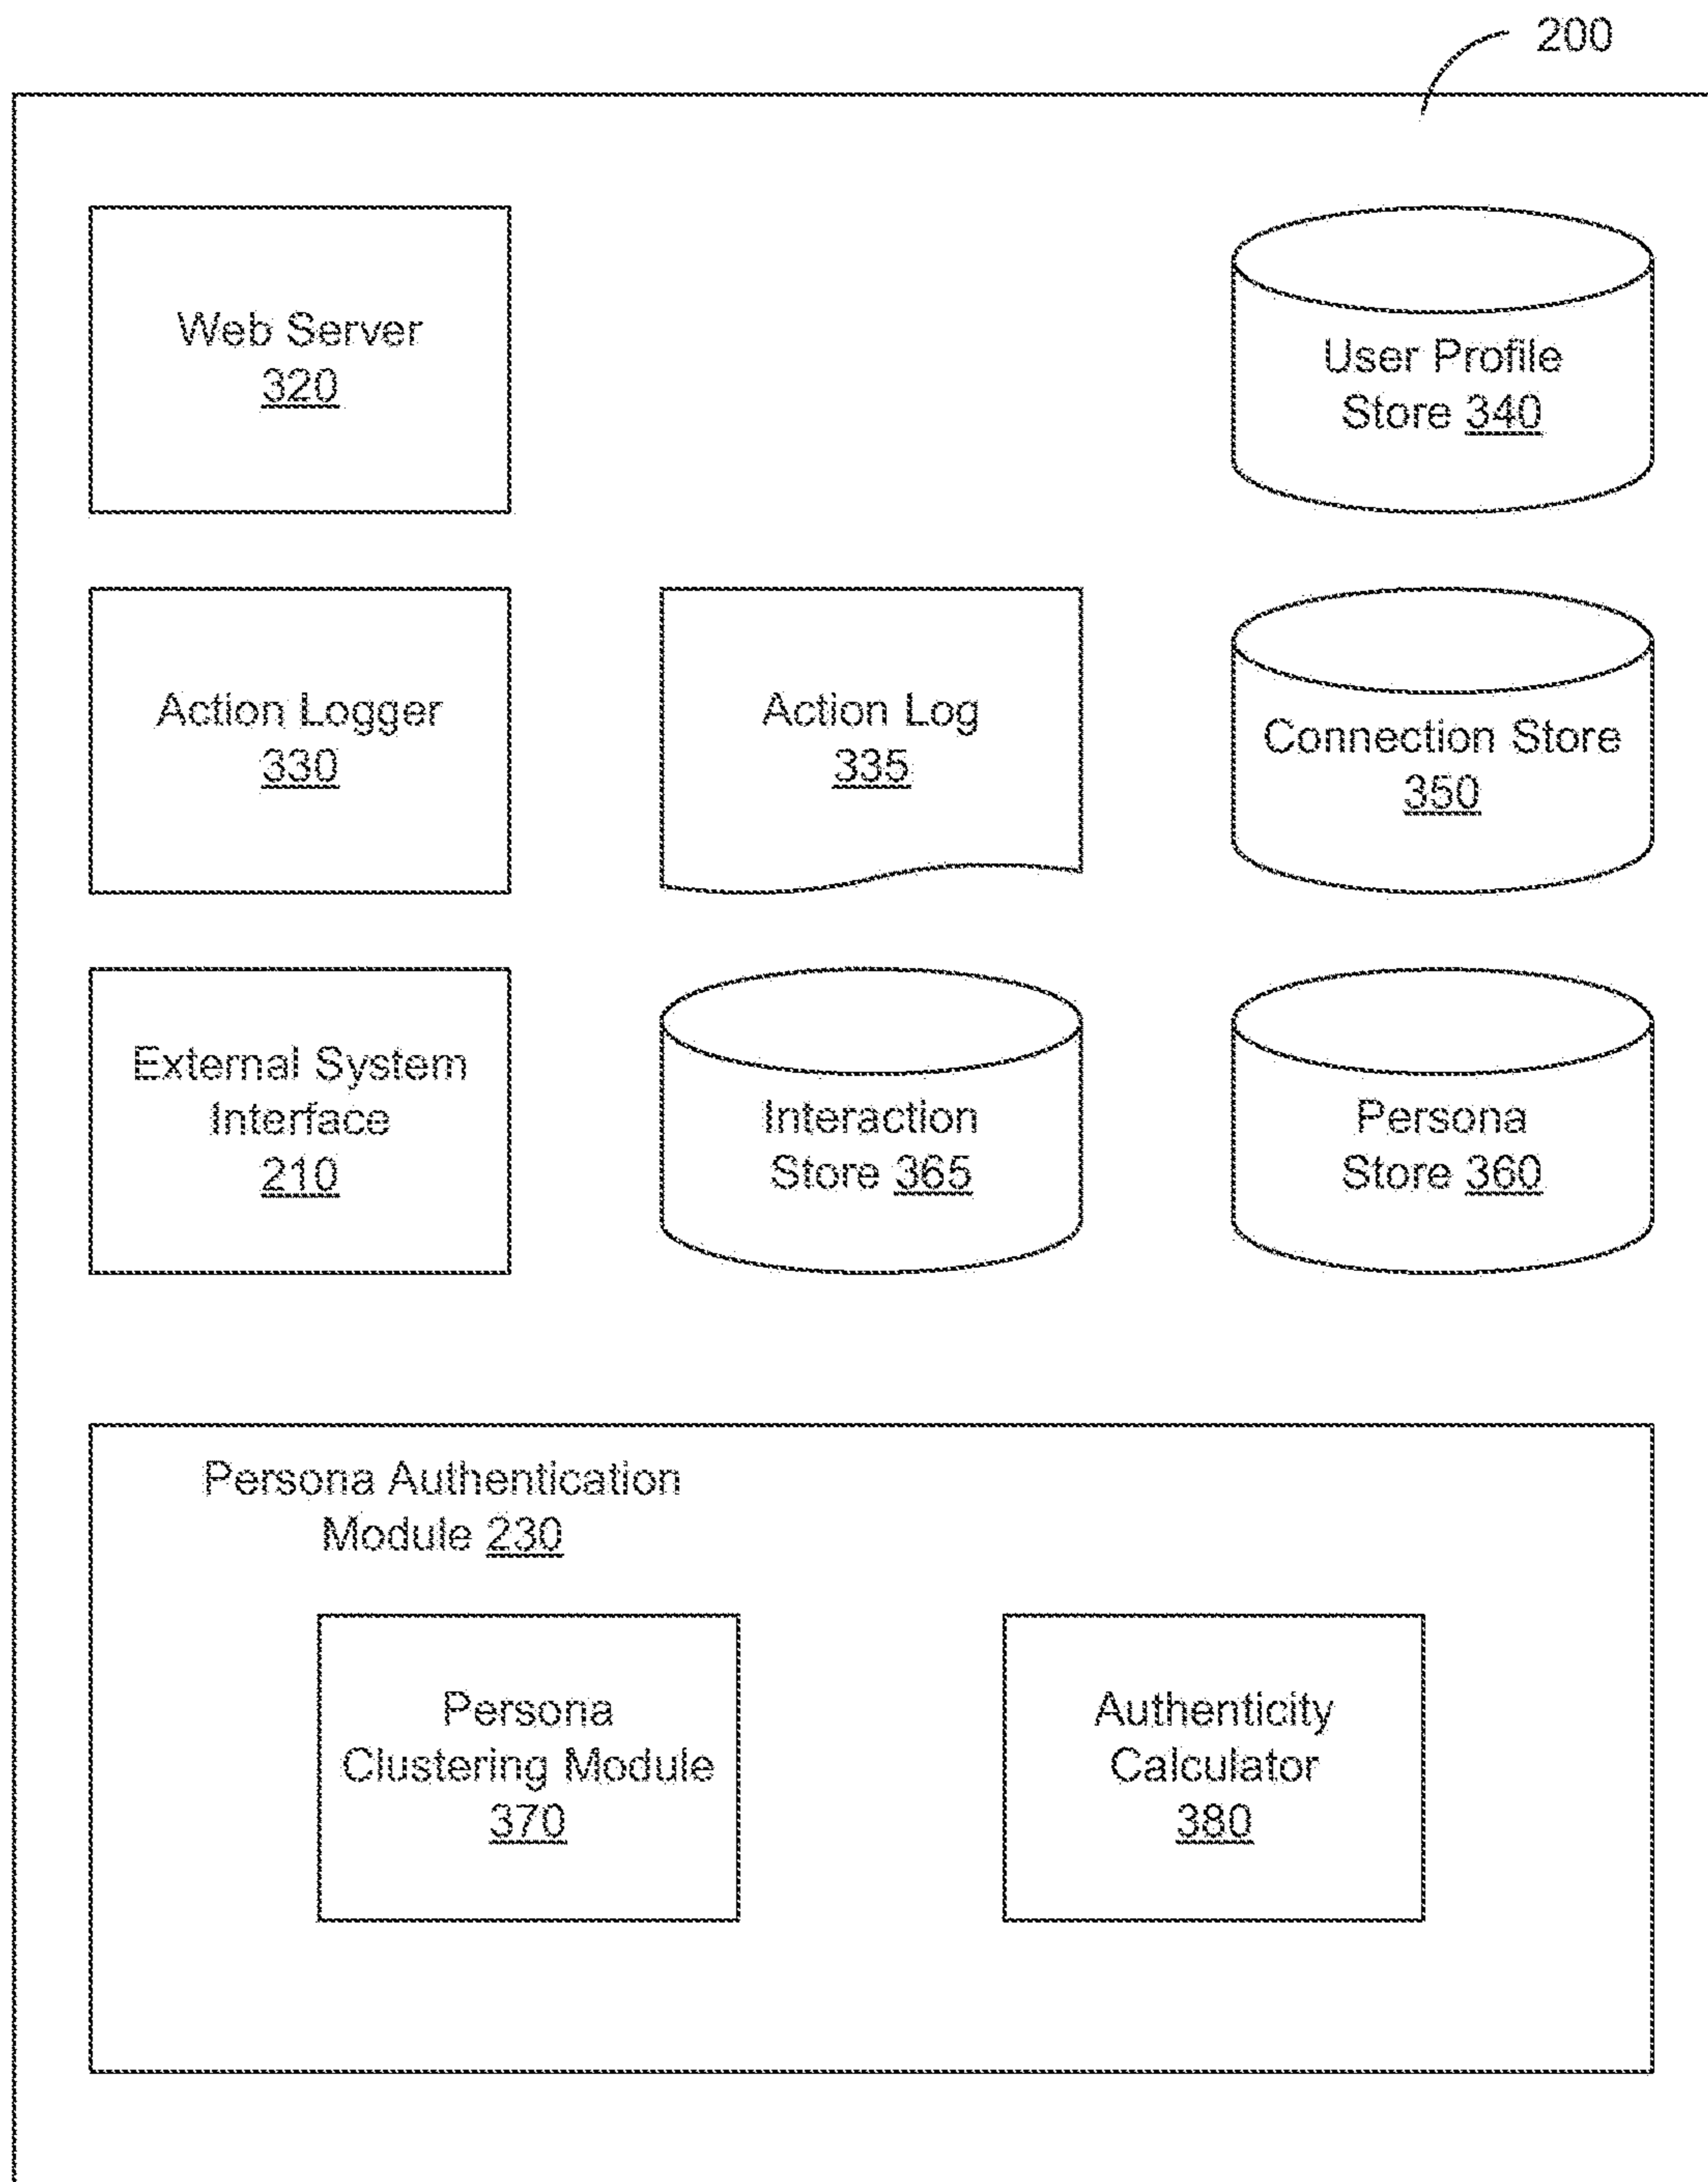 200
Web Server
320
User Profile
Store 340
Action Logger
330
Action Log
335
Connection Store
350
External System
Interface
210
Interaction
Store 365
Persona
Store 360
Persona Authentication
Module 230
Persona
Clustering Module
370
Authenticity
Calculator
380